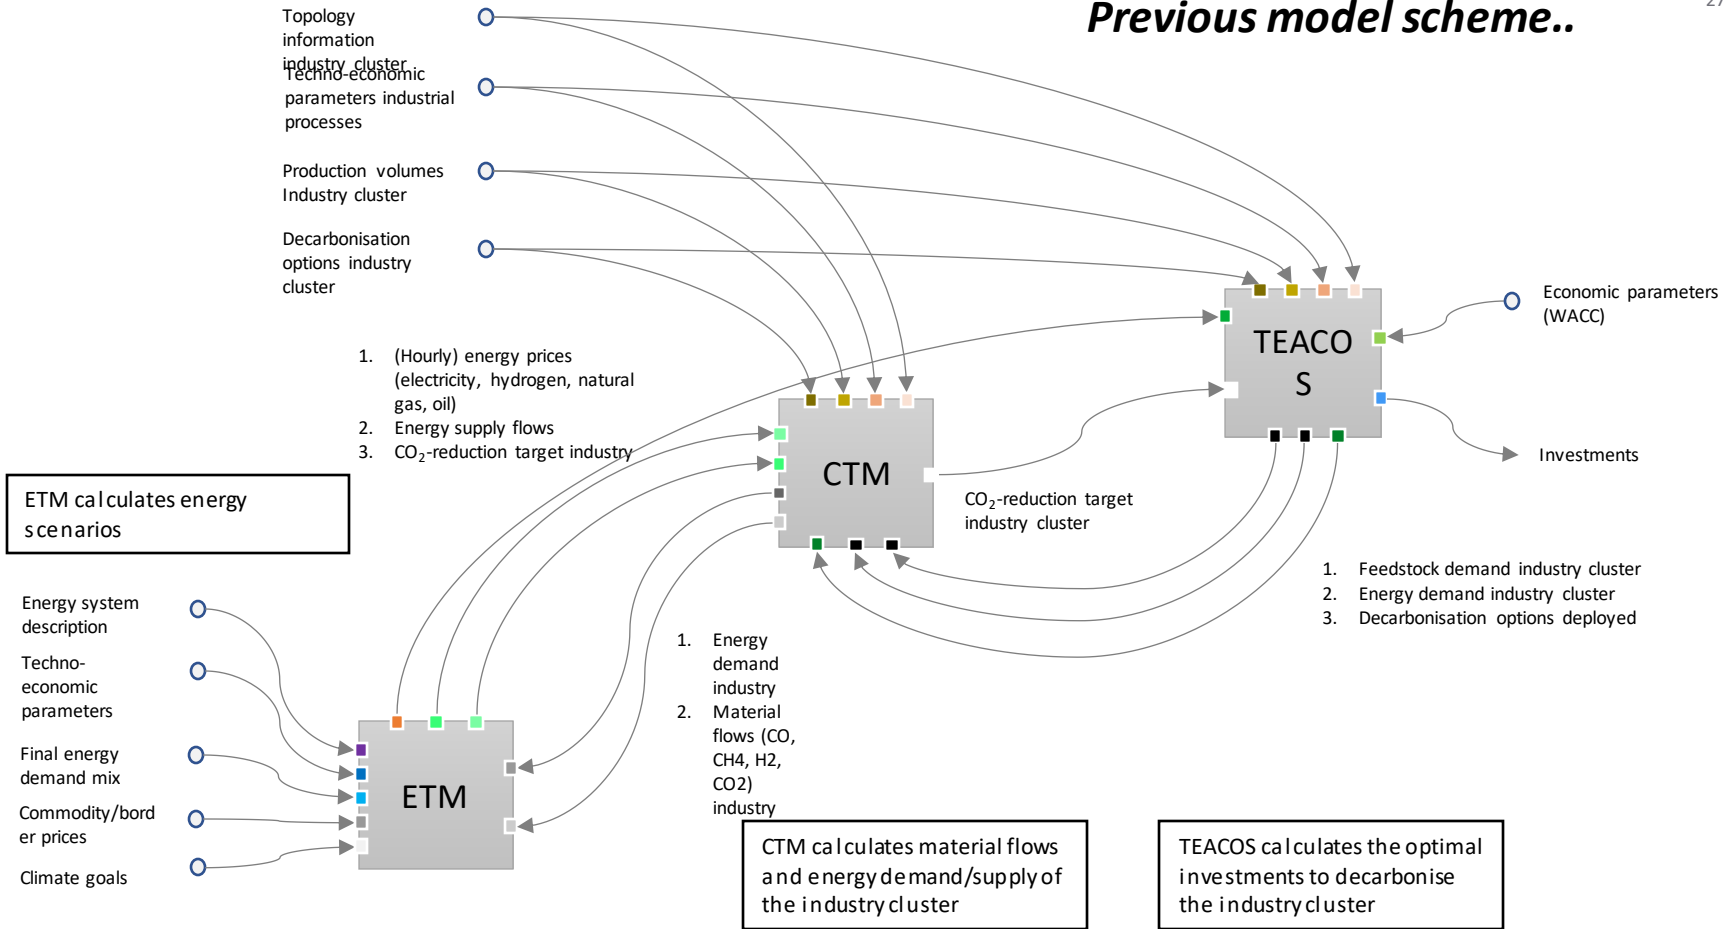 Previous model scheme..
27
Topology
information
industry cluster
Techno-economic
parameters industrial
processes
Production volumes
Industry cluster
Decarbonisation
options industry
cluster
1. (Hourly) energy prices
(electricity, hydrogen, natural
gas, oil)
2. Energy supply flows
3. CO2-reduction target industry
ETM calculates energy
scenarios
Energy system
description
Techno-
economic
parameters
Final energy
demand mix
Commodity/bord
er prices
Climate goals
ETM
CTM
TEACO
S
Economic parameters
(WACC)
Investments
CO2-reduction target
industry cluster
1. Feedstock demand industry cluster
2. Energy demand industry cluster
3. Decarbonisation options deployed
1. Energy
demand
industry
2. Material
flows (CO,
CH4, H2,
CO2)
industry
CTM calculates material flows
and energy demand/supply of
the industry cluster
TEACOS calculates the optimal
investments to decarbonise
the industry cluster